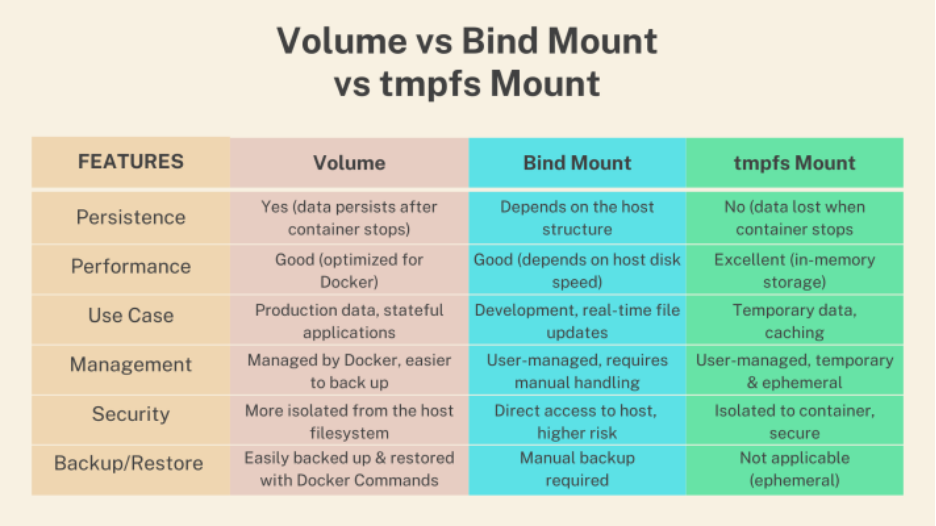 Volume vs Bind Mount
vs tmpfs Mount
FEATURES Volume Bind Mount tmpfs Mount
Persistence
Yes (data persists after
container stops)
Depends on the host
structure
No (data lost when
container stops
Performance
Good (optimized for
Docker)
Good (depends on host disk
speed)
Excellent (in-memory
storage)
Use Case
Production data, stateful
applications
Development, real-time file
updates
Temporary data,
caching
Management
Managed by Docker, easier
to back up
User-managed, requires
manual handling
User-managed, temporary
& ephemeral
Security
More isolated from the host
filesystem
Direct access to host,
higher risk
Isolated to container,
secure
Backup/Restore
Easily backed up & restored
with Docker Commands
Manual backup
required
Not applicable
(ephemeral)